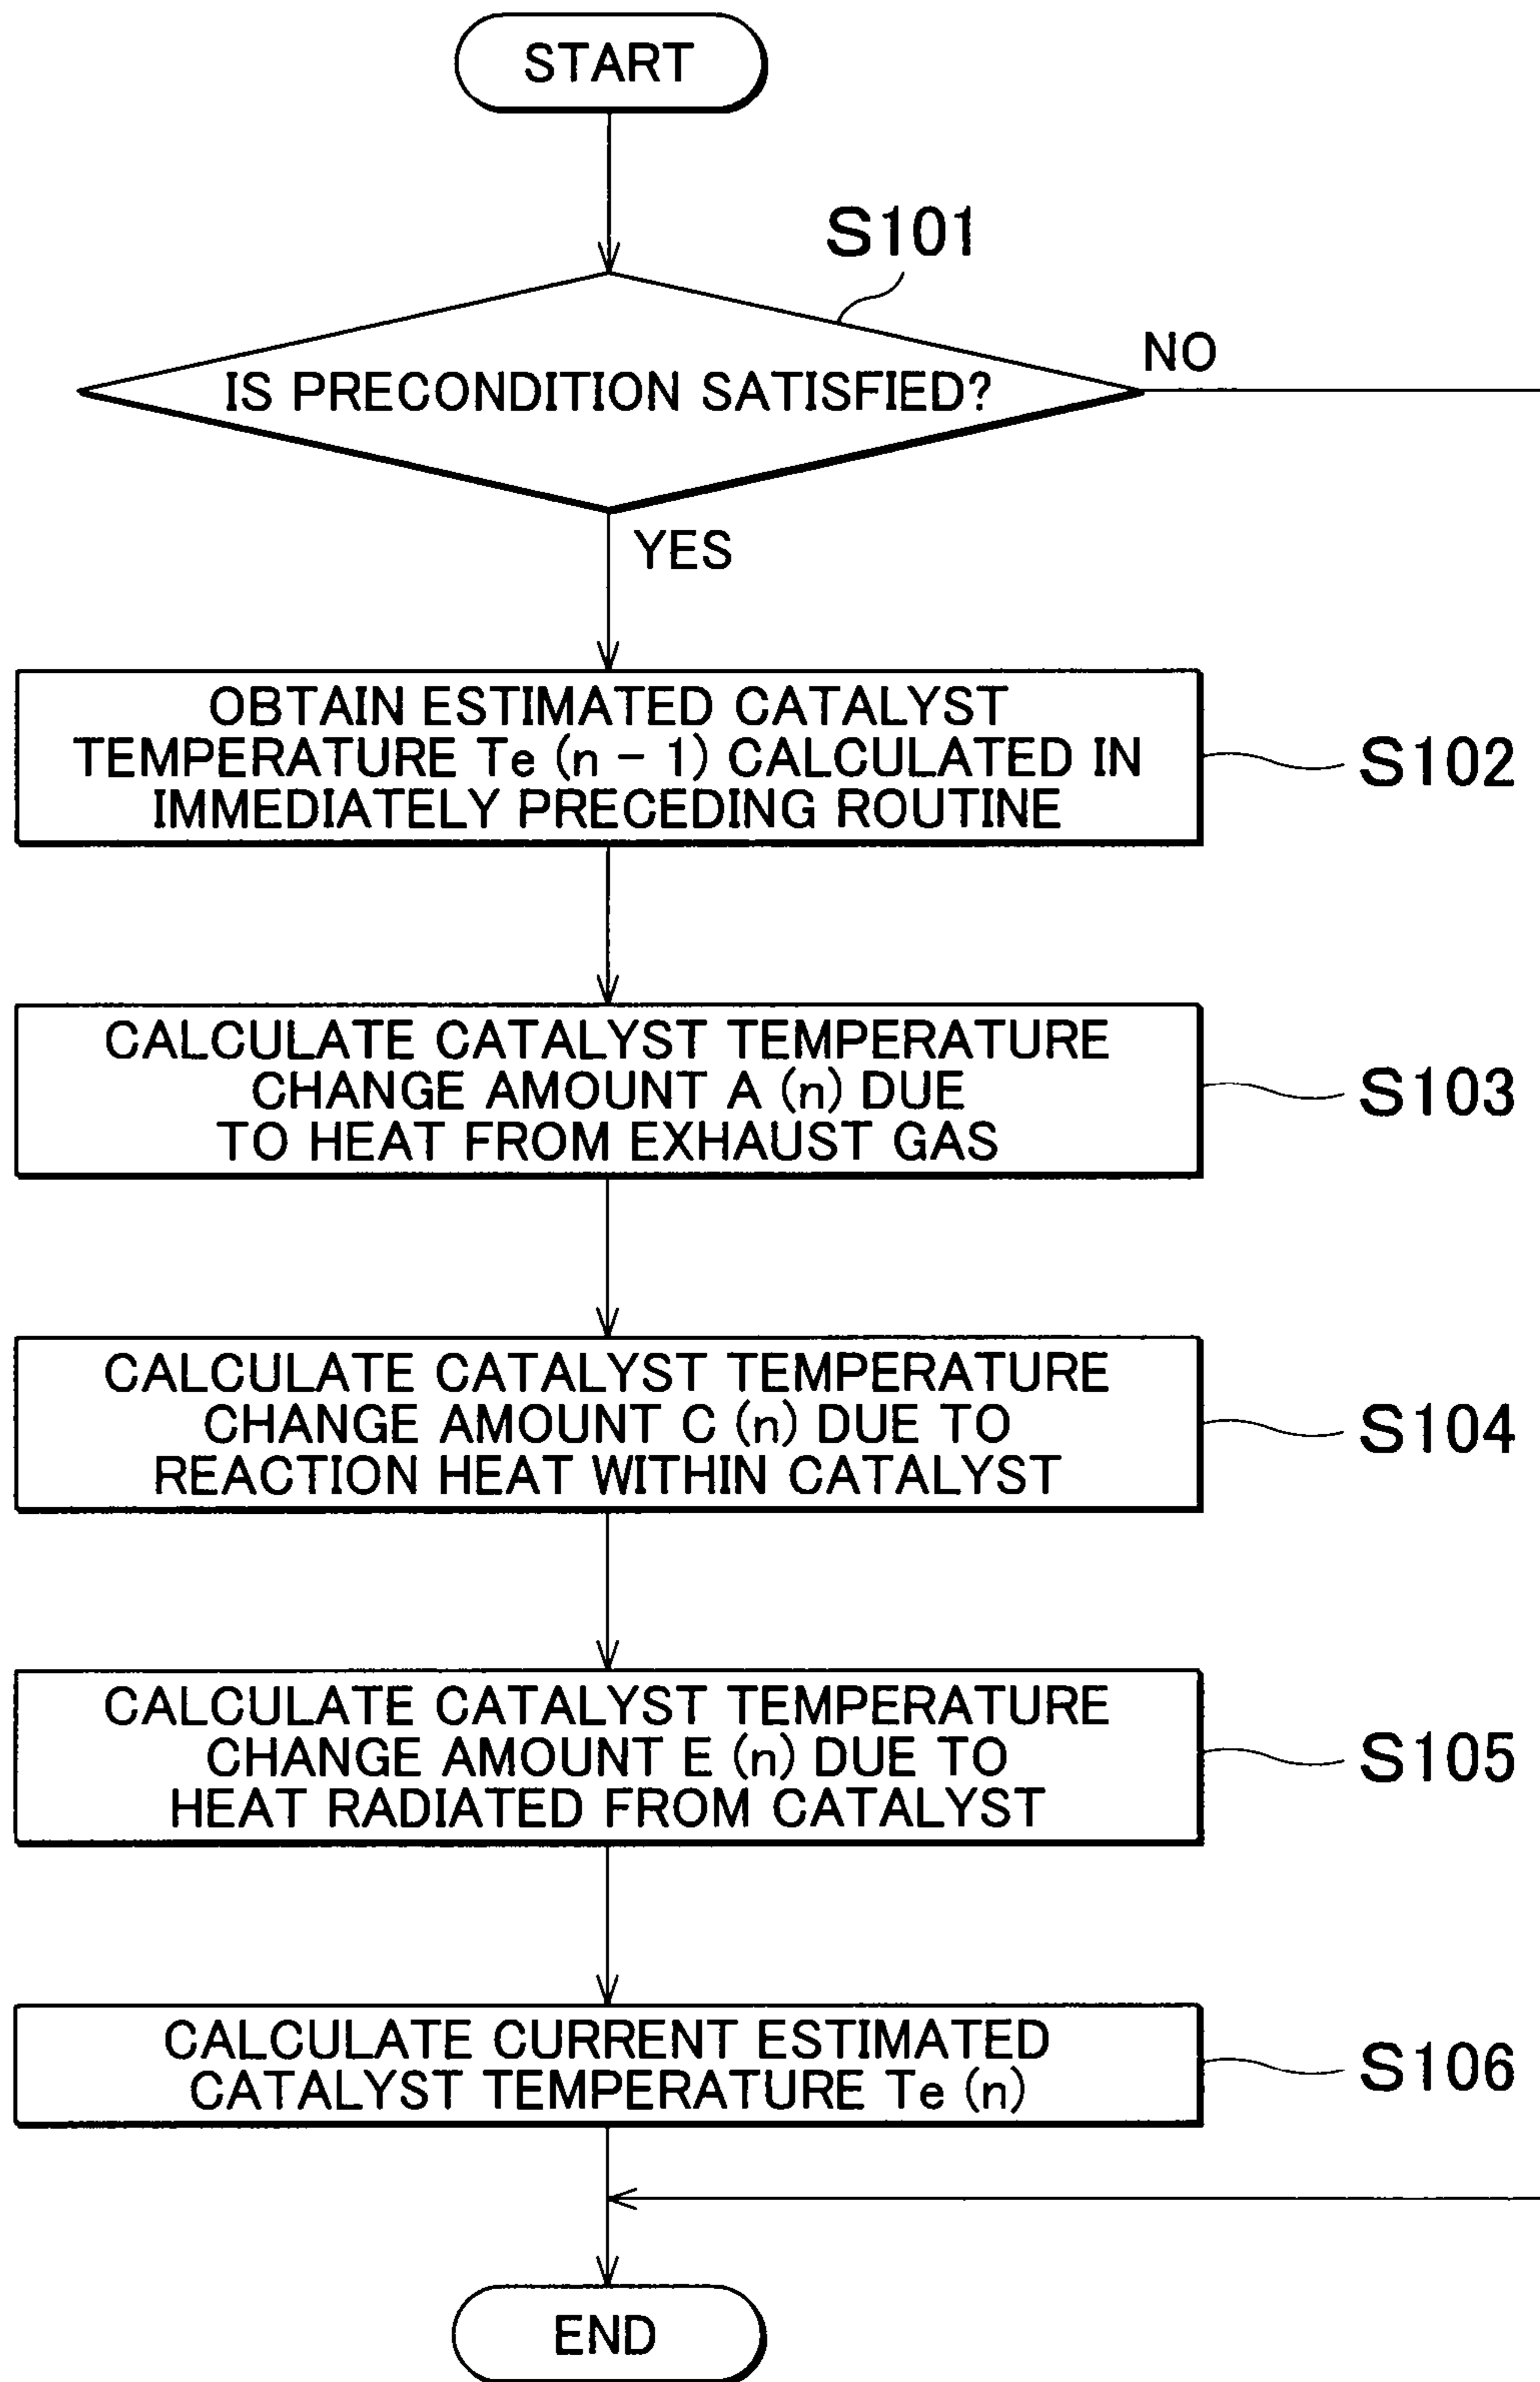 START
S101
IS PRECONDITION SATISFIED?
NO
YES
OBTAIN ESTIMATED CATALYST
TEMPERATURE Te (n - 1) CALCULATED IN
IMMEDIATELY PRECEDING ROUTINE
S102
CALCULATE CATALYST TEMPERATURE
CHANGE AMOUNT A (n) DUE
TO HEAT FROM EXHAUST GAS
S103
CALCULATE CATALYST TEMPERATURE
CHANGE AMOUNT C (n) DUE TO
REACTION HEAT WITHIN CATALYST
S104
CALCULATE CATALYST TEMPERATURE
CHANGE AMOUNT E (n) DUE TO
HEAT RADIATED FROM CATALYST
S105
CALCULATE CURRENT ESTIMATED
CATALYST TEMPERATURE Te (n)
S106
END